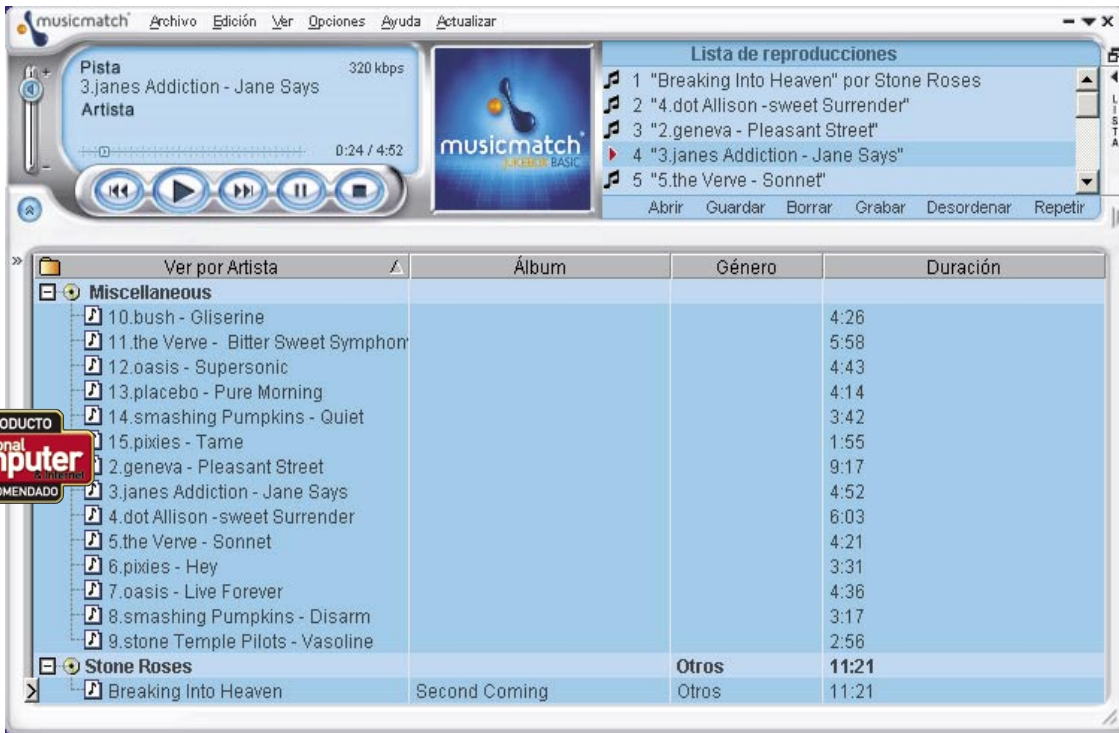 musicmatch Archivo Edición Ver Opciones Ayuda Actualizar
Pista 320 kbps
3.janes Addiction - Jane Says
Artista
0:24 / 4:52
musicmatch
JUKEBOX BASIC
Lista de reproducciones
1 "Breaking Into Heaven" por Stone Roses
2 "4.dot Allison -sweet Surrender"
3 "2.geneva - Pleasant Street"
4 "3.janes Addiction - Jane Says"
5 "5.the Verve - Sonnet"
Abrir Guardar Borrar Grabar Desordenar Repetir
LISTA
Ver por Artista Álbum Género Duración
Miscellaneous
10.bush - Gliserine 4:26
11.the Verve - Bitter Sweet Symphon 5:58
12.oasis - Supersonic 4:43
13.placebo - Pure Morning 4:14
14.smashing Pumpkins - Quiet 3:42
15.pixies - Tame 1:55
2.geneva - Pleasant Street 9:17
3.janes Addiction - Jane Says 4:52
4.dot Allison -sweet Surrender 6:03
5.the Verve - Sonnet 4:21
6.pixies - Hey 3:31
7.oasis - Live Forever 4:36
8.smashing Pumpkins - Disarm 3:17
9.stone Temple Pilots - Vasoline 2:56
Stone Roses Otros 11:21
Breaking Into Heaven Second Coming Otros 11:21
ODUCTO
onal
mputer
& Internet
OMENDADO